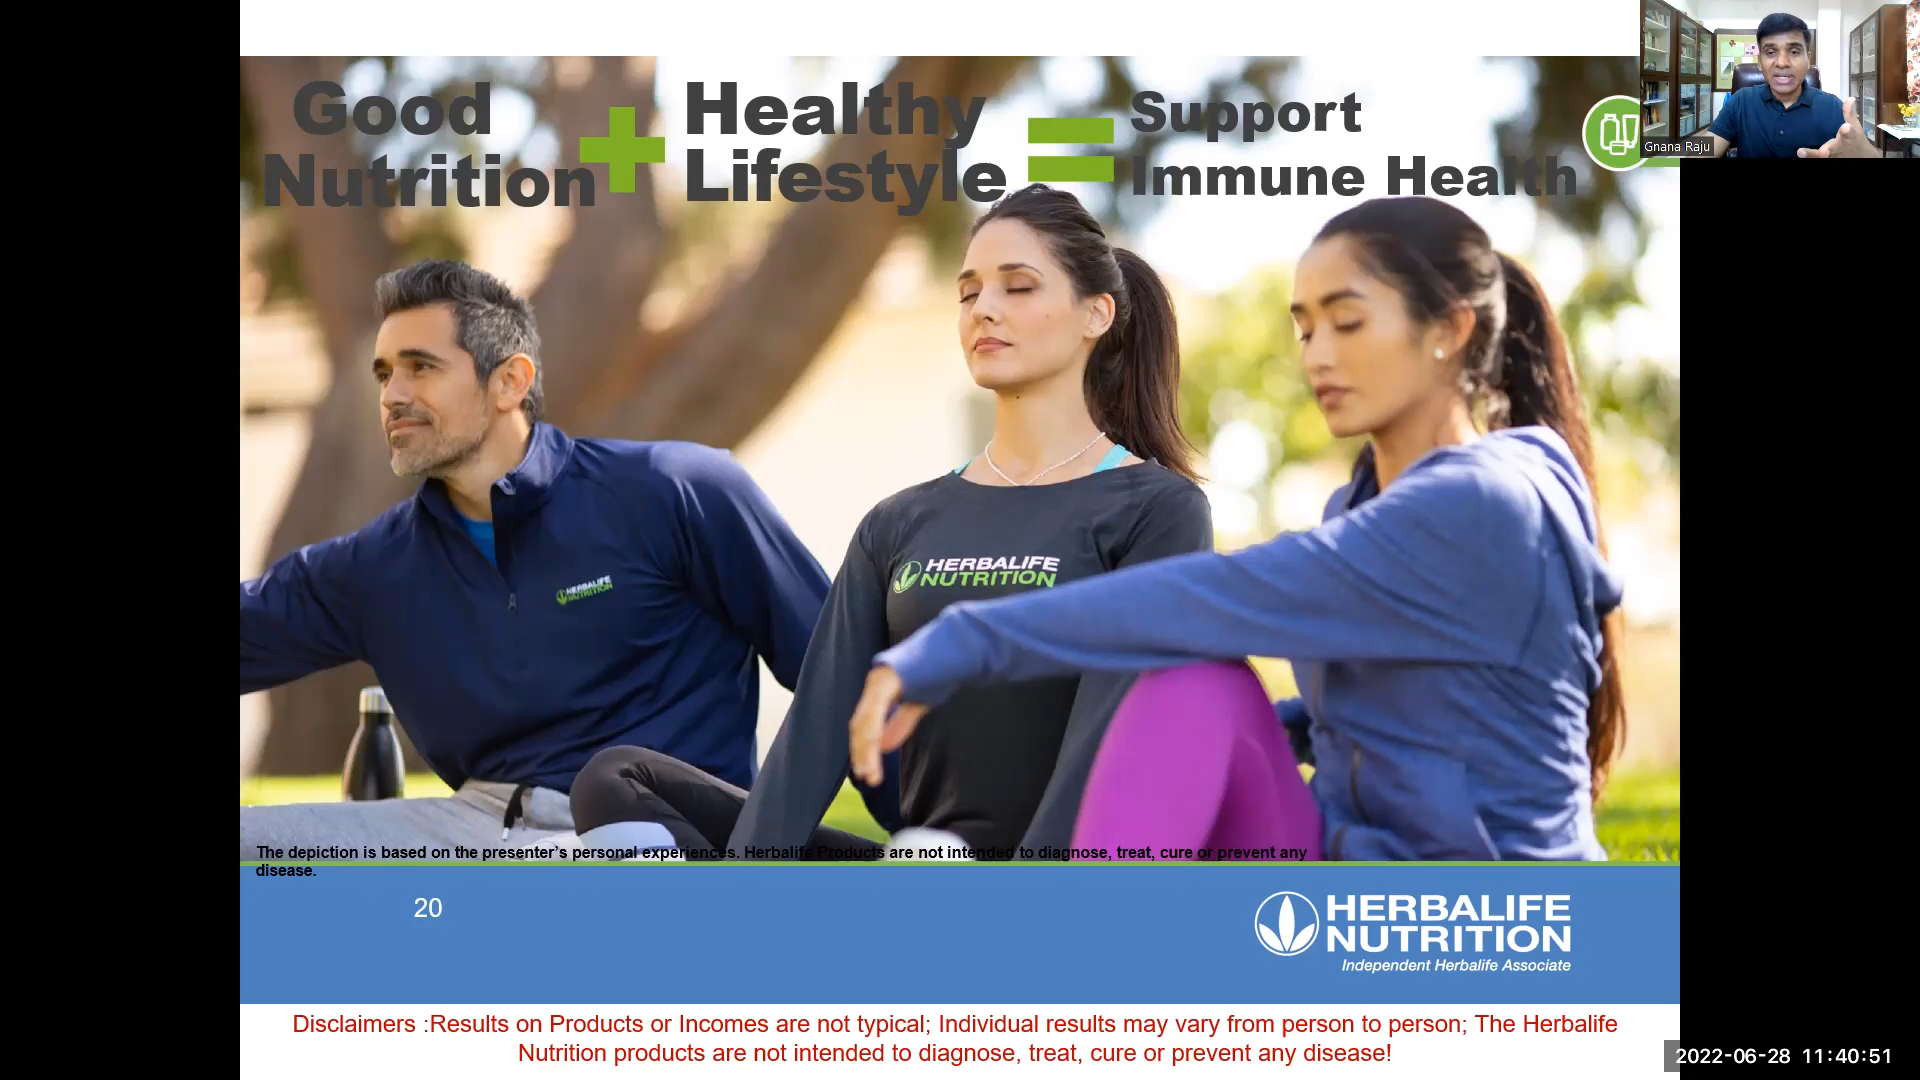 Good
Nutrition
+
Healthy
Lifestyle
=
Support
Immune Health
Gnana Raju
HERBALIFE
NUTRITION
HERBALIFE
NUTRITION
The depiction is based on the presenter’s personal experiences. Herbalife Products are not intended to diagnose, treat, cure or prevent any
disease.
20
HERBALIFE
NUTRITION
Independent Herbalife Associate
Disclaimers :Results on Products or Incomes are not typical; Individual results may vary from person to person; The Herbalife
Nutrition products are not intended to diagnose, treat, cure or prevent any disease!
2022-06-28 11:40:51